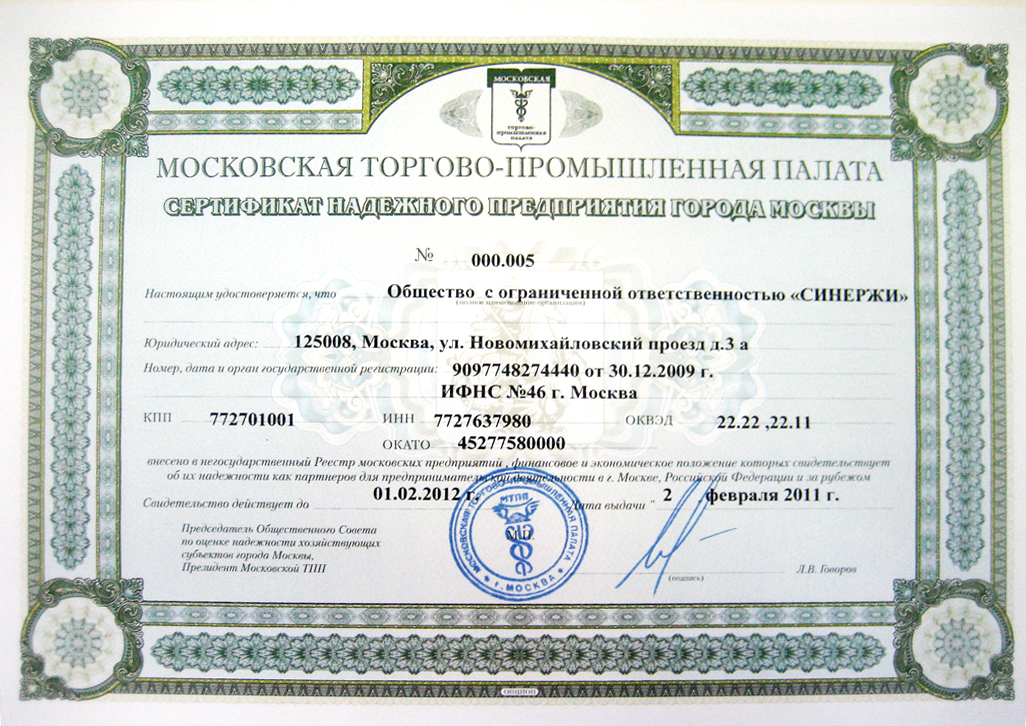 МОСКОВСКАЯ
торгово-
промышленная
палата
МОСКОВСКАЯ ТОРГОВО-ПРОМЫШЛЕННАЯ ПАЛАТА
СЕРТИФИКАТ НАДЕЖНОГО ПРЕДПРИЯТИЯ ГОРОДА МОСКВЫ
№ 000.005
Настоящим удостоверяется, что Общество с ограниченной ответственностью «СИНЕРЖИ»
(полное наименование организации)
Юридический адрес: 125008, Москва, ул. Новомихайловский проезд д.3 а
Номер, дата и орган государственной регистрации: 9097748274440 от 30.12.2009 г.
ИФНС №46 г. Москва
КПП 772701001 ИНН 7727637980 ОКВЭД 22.22 ,22.11
ОКАТО 45277580000
внесено в негосударственный Реестр московских предприятий , финансовое и экономическое положение которых свидетельствует
об их надежности как партнеров для предпринимательской деятельности в г. Москве, Российской Федерации и за рубежом
Свидетельство действует до 01.02.2012 г. Дата выдачи " 2 февраля 2011 г.
Председатель Общественного Совета
по оценке надежности хозяйствующих
субъектов города Москвы,
Президент Московской ТПП
МОСКОВСКАЯ ТОРГОВО-ПРОМЫШЛЕННАЯ ПАЛАТА
МТПП
М.П.
* г. МОСКВА *
(подпись)
Л.В. Говоров
ОПЦИОН